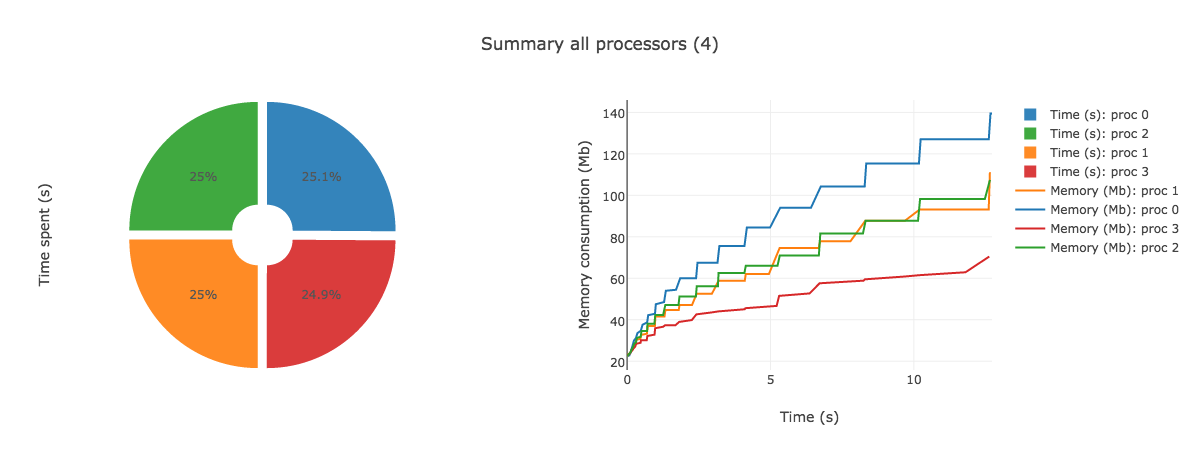 Summary all processors (4)
Time spent (s)
25%
25.1%
25%
24.9%
Memory consumption (Mb)
140
120
100
80
60
40
20
0
5
10
Time (s)
Time (s): proc 0
Time (s): proc 2
Time (s): proc 1
Time (s): proc 3
Memory (Mb): proc 1
Memory (Mb): proc 0
Memory (Mb): proc 3
Memory (Mb): proc 2